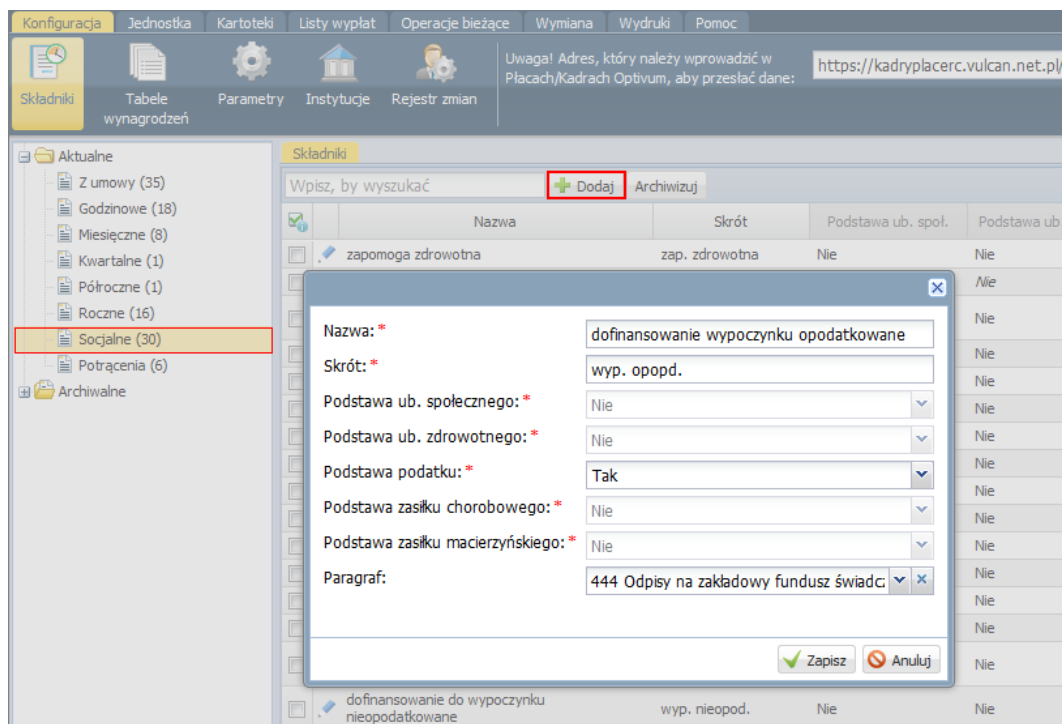 Konfiguracja Jednostka Kartoteki Listy wypłat Operacje bieżące Wymiana Wydruki Pomoc
Składniki
Tabele
wynagrodzeń
Parametry
Instytucje
Rejestr zmian
Uwaga! Adres, który należy wprowadzić w
Płacach/Kadrach Optivum, aby przesłać dane:
https://kadryplacerc.vulcan.net.pl/
Aktualne
Z umowy (35)
Godzinowe (18)
Miesięczne (8)
Kwartalne (1)
Półroczne (1)
Roczne (16)
Socjalne (30)
Potrącenia (6)
Archiwalne
Składniki
Wpisz, by wyszukać Dodaj Archiwizuj
Nazwa Skrót Podstawa ub. społ. Podstawa ub
zapomoga zdrowotna zap. zdrowotna Nie Nie
Nie
Nie
Nie
Nie
Nie
Nie
Nie
Nie
Nie
Nie
Nie
Nie
Nie
Nie
Nazwa: * dofinansowanie wypoczynku opodatkowane
Skrót: * wyp. opopd.
Podstawa ub. społecznego: * Nie
Podstawa ub. zdrowotnego: * Nie
Podstawa podatku: * Tak
Podstawa zasiłku chorobowego: * Nie
Podstawa zasiłku macierzyńskiego: * Nie
Paragraf: 444 Odpisy na zakładowy fundusz świadc
Zapisz Anuluj
dofinansowanie do wypoczynku
nieopodatkowane
wyp. nieopod. Nie Nie